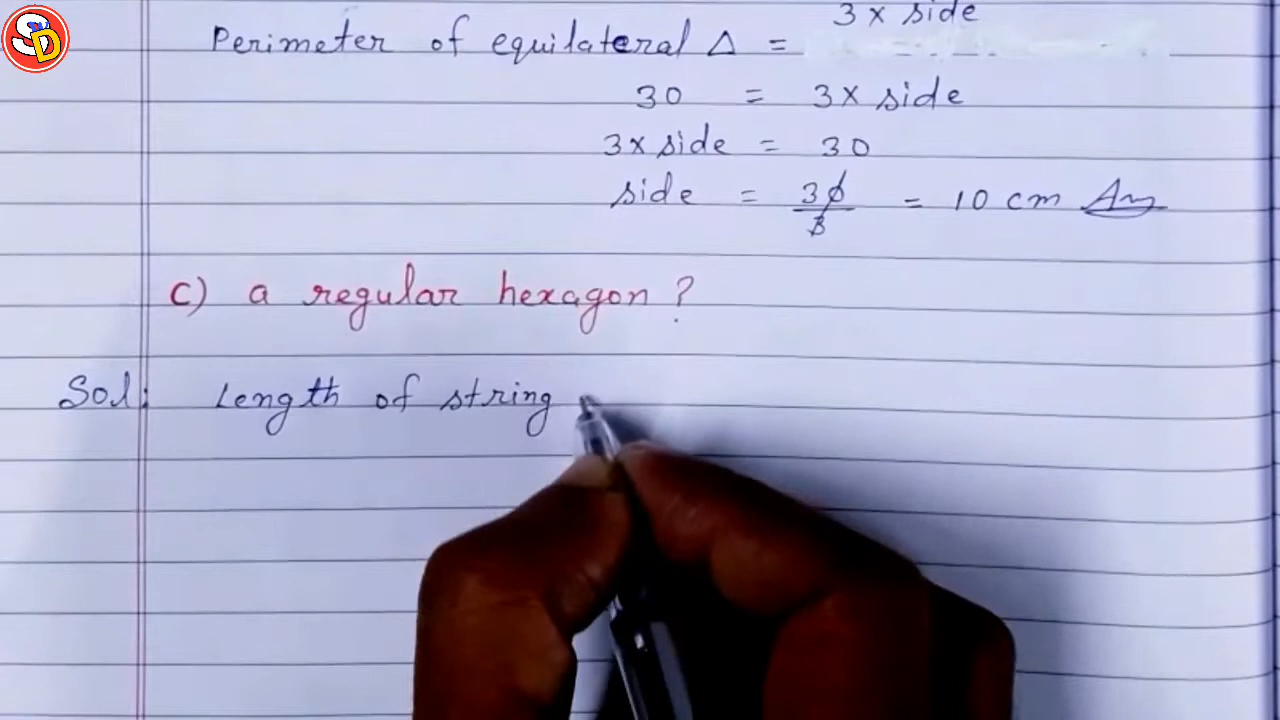 SD
3 x side
Perimeter of equilateral Δ =
30 = 3 x side
3 x side = 30
side = 30/3 = 10 cm Ans
c) a regular hexagon ?
Sol: Length of string